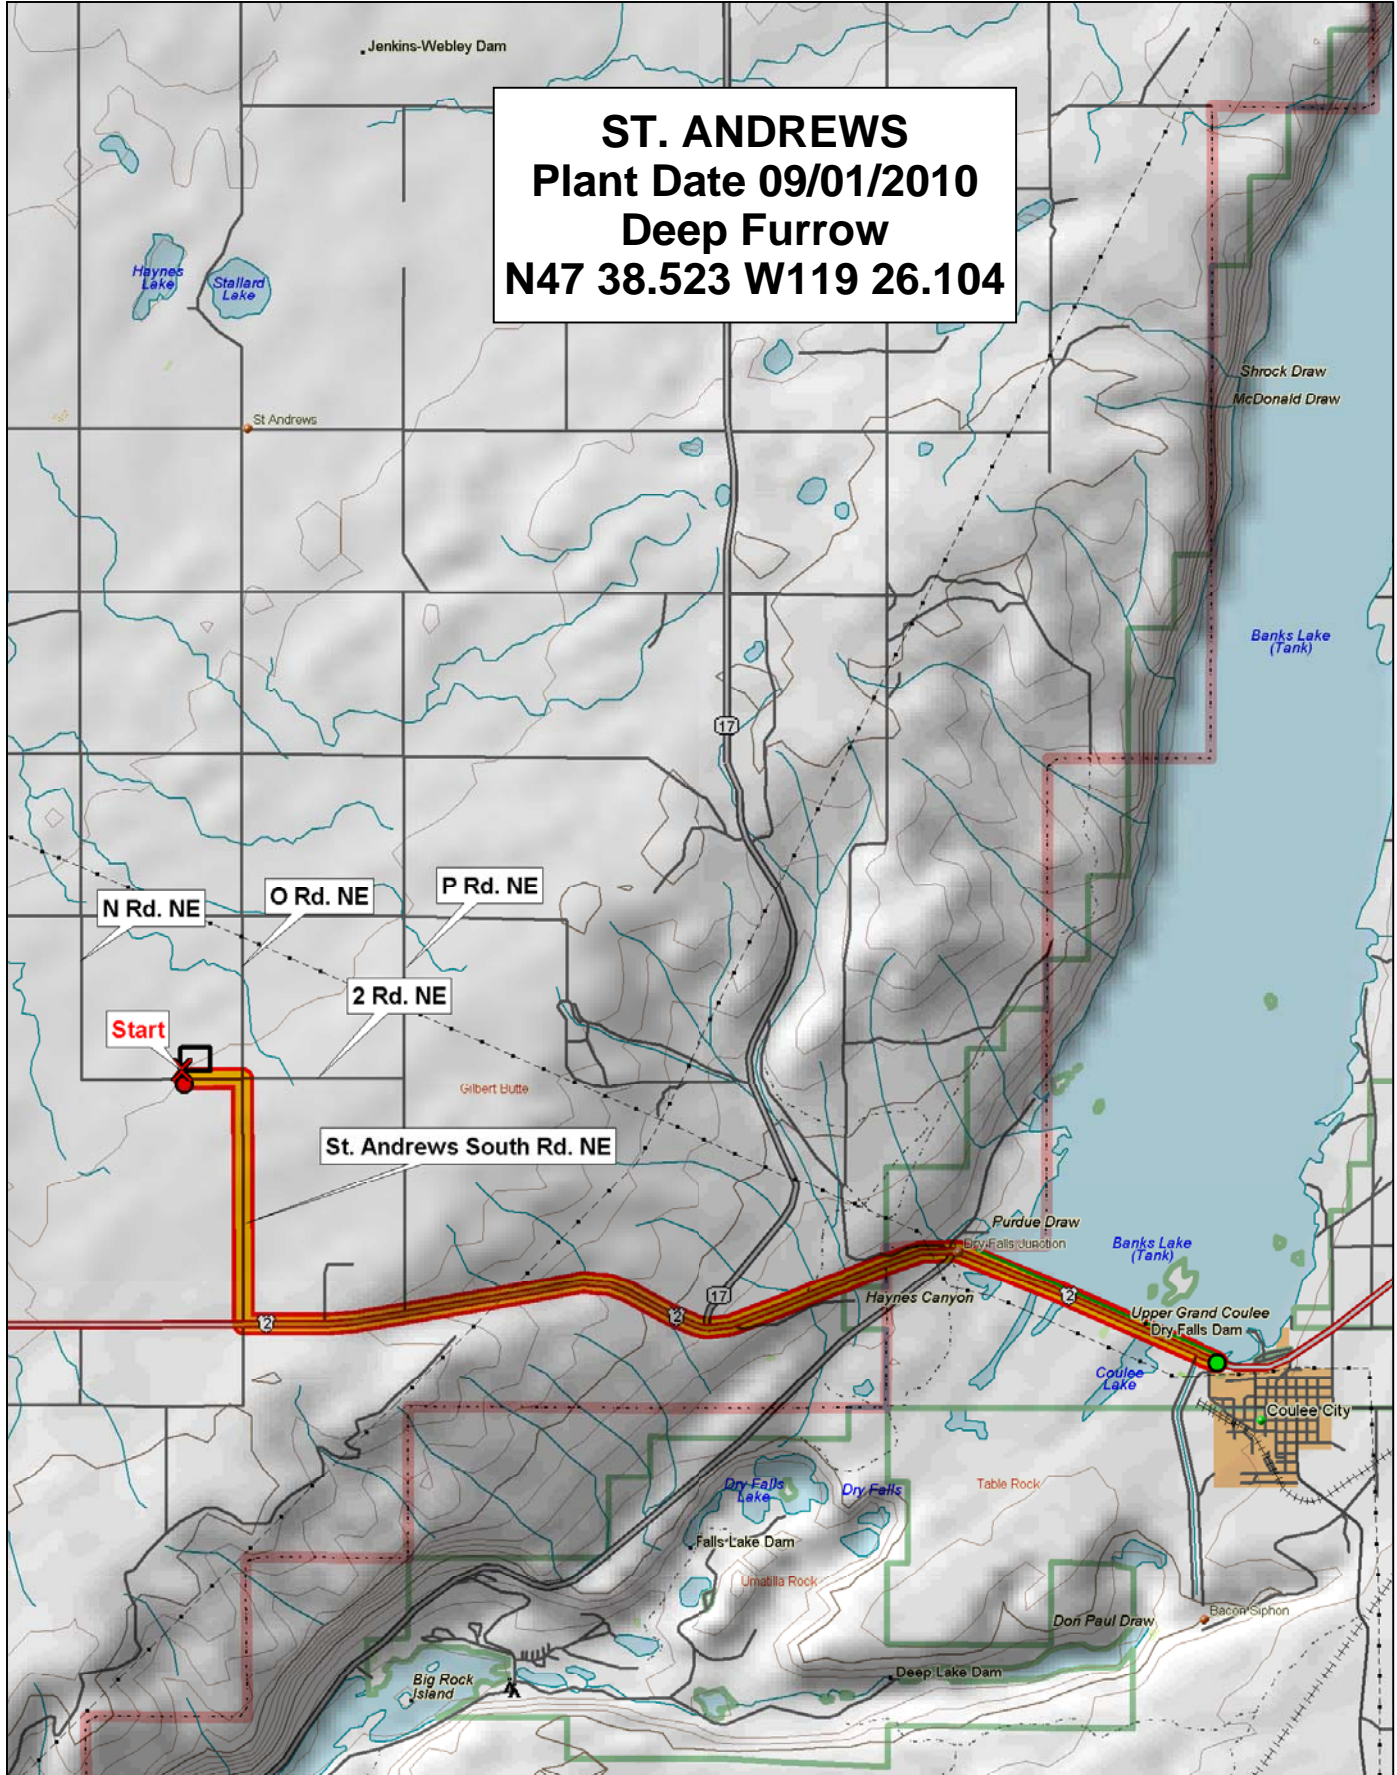 Jenkins-Webley Dam
ST. ANDREWS
Plant Date 09/01/2010
Deep Furrow
N47 38.523 W119 26.104
Haynes
Lake
Stallard
Lake
Shrock Draw
McDonald Draw
St Andrews
Banks Lake
(Tank)
17
N Rd. NE
O Rd. NE
P Rd. NE
2 Rd. NE
Start
Gilbert Butte
St. Andrews South Rd. NE
Purdue Draw
Dry Falls Junction
Banks Lake
(Tank)
Haynes Canyon
17
2
2
2
Upper Grand Coulee
Dry Falls Dam
Coulee
Lake
Coulee City
Dry Falls
Lake
Dry Falls
Table Rock
Falls Lake Dam
Umatilla Rock
Don Paul Draw
Bacon Siphon
Big Rock
Island
Deep Lake Dam